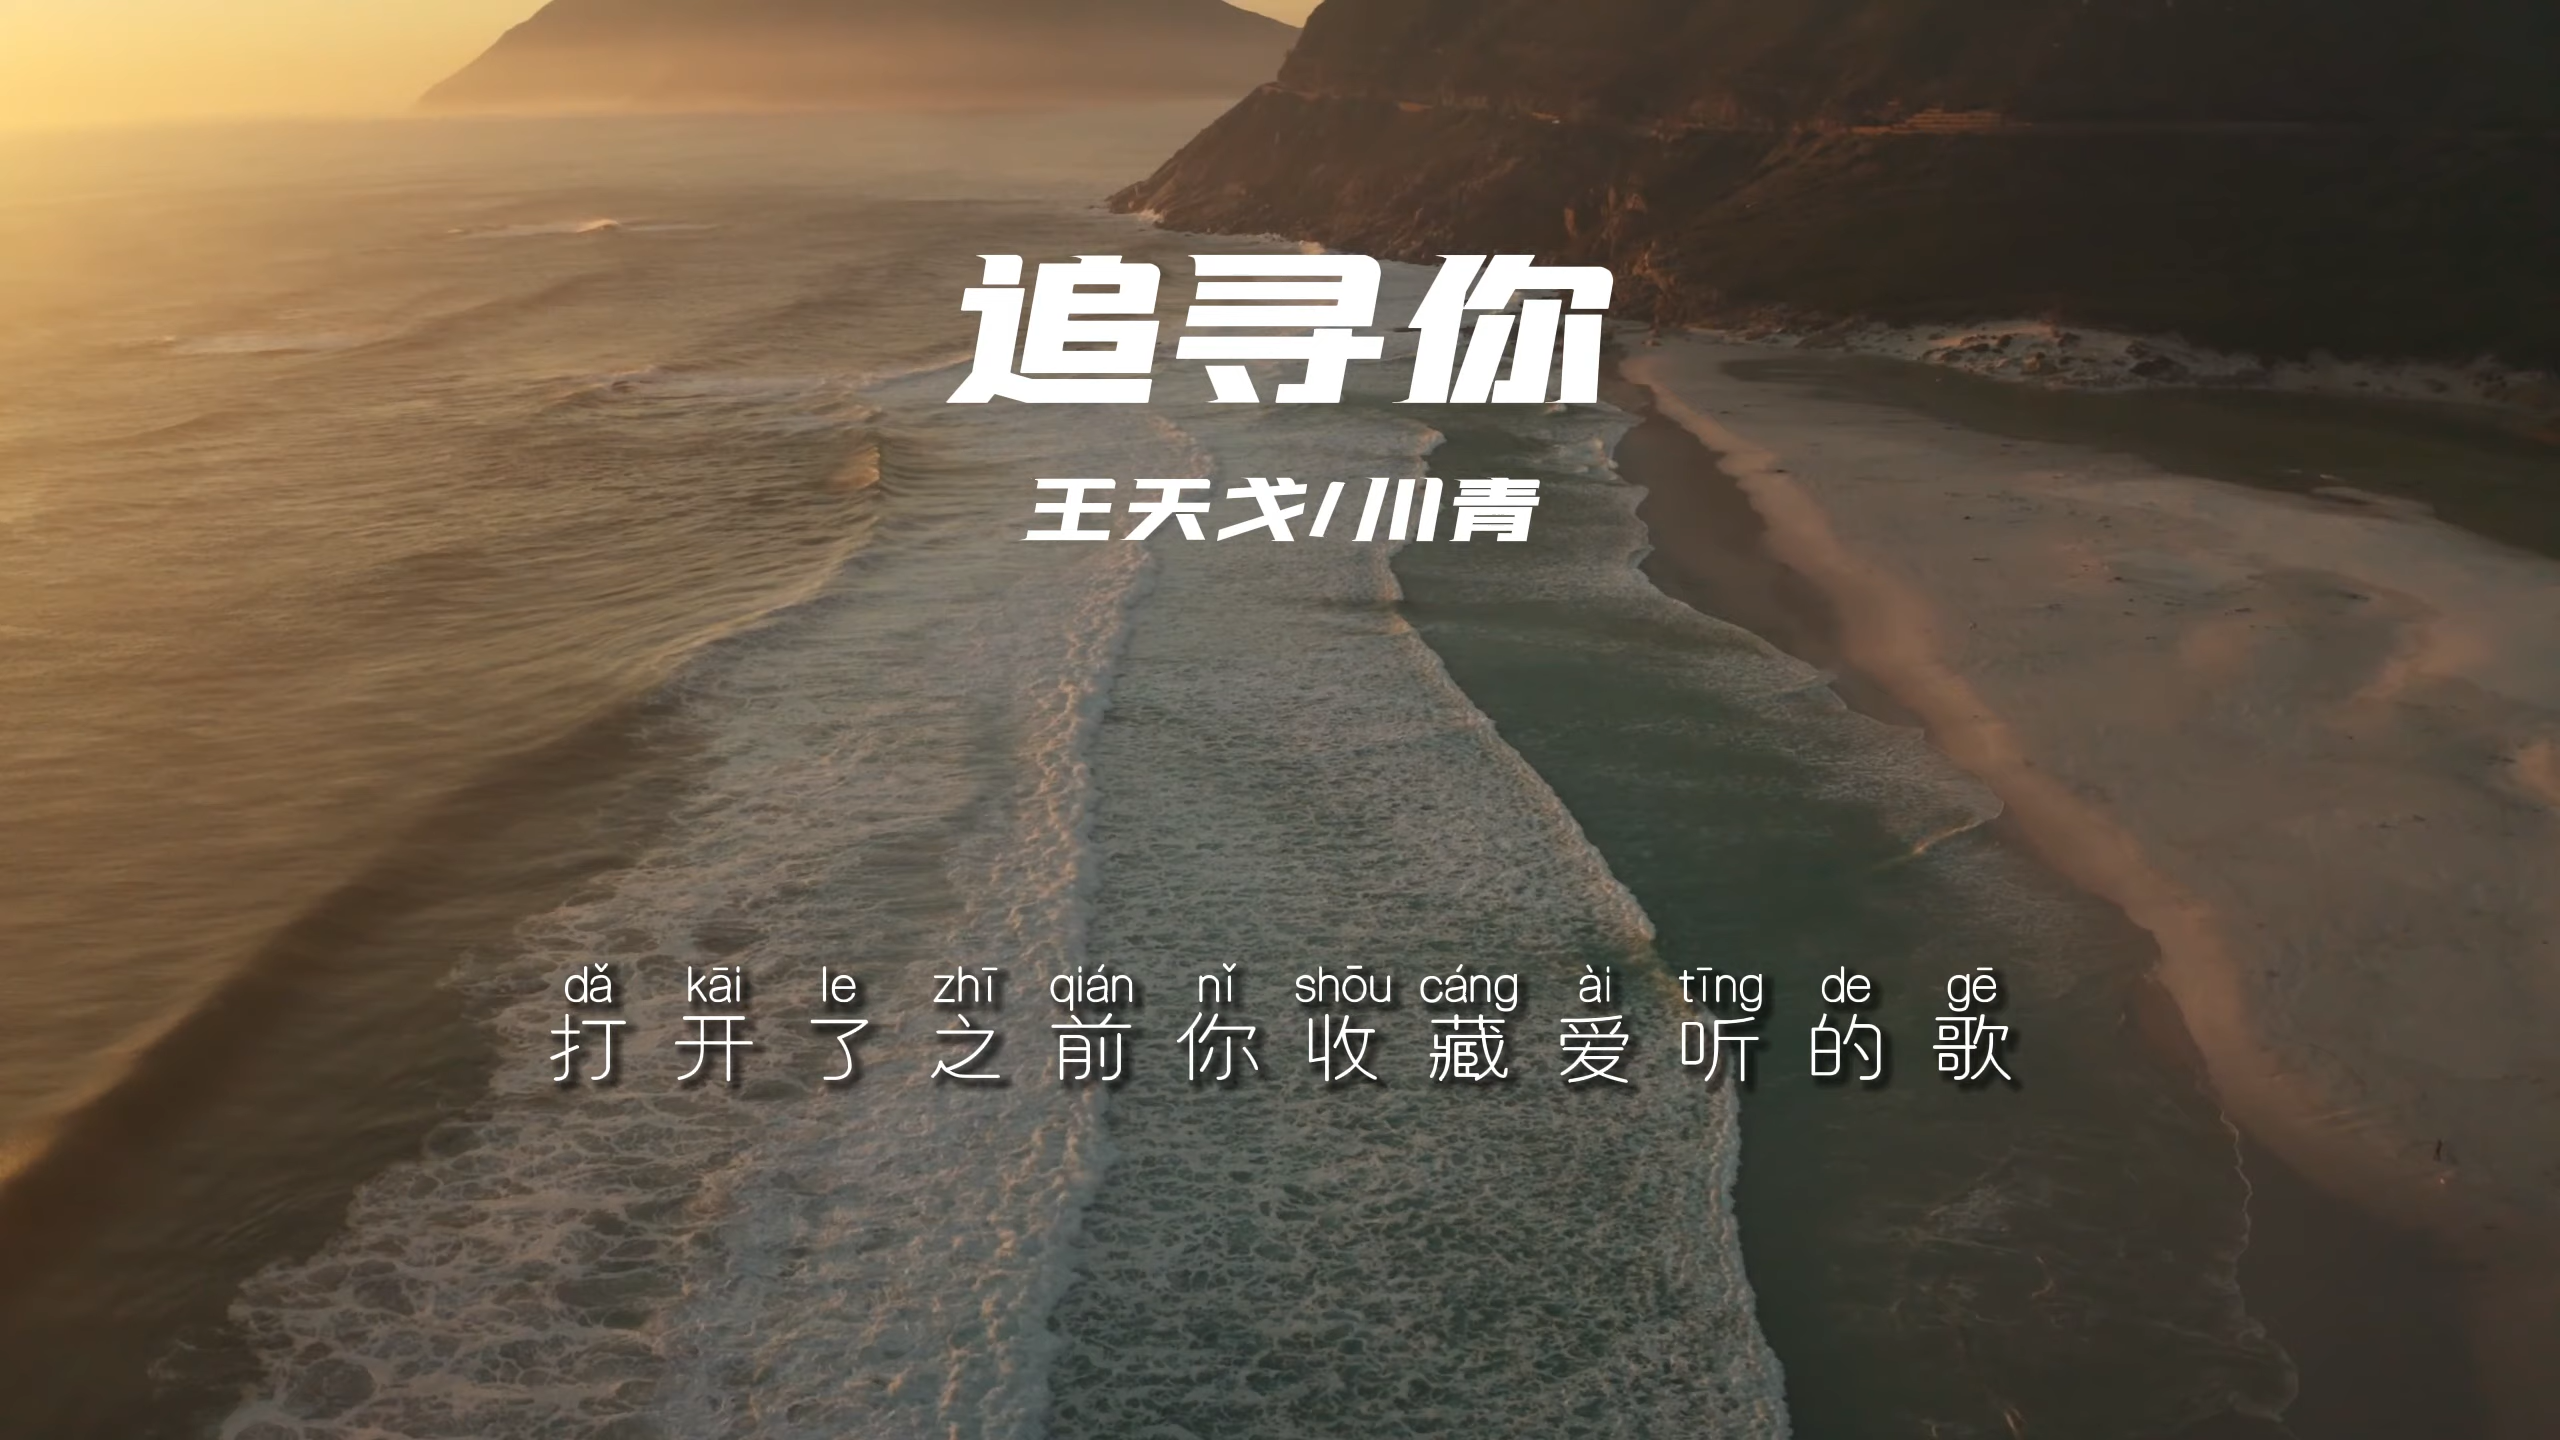 追寻你
王天戈/川青
dǎ kāi le zhī qián nǐ shōu cáng ài tīng de gē
打开了之前你收藏爱听的歌